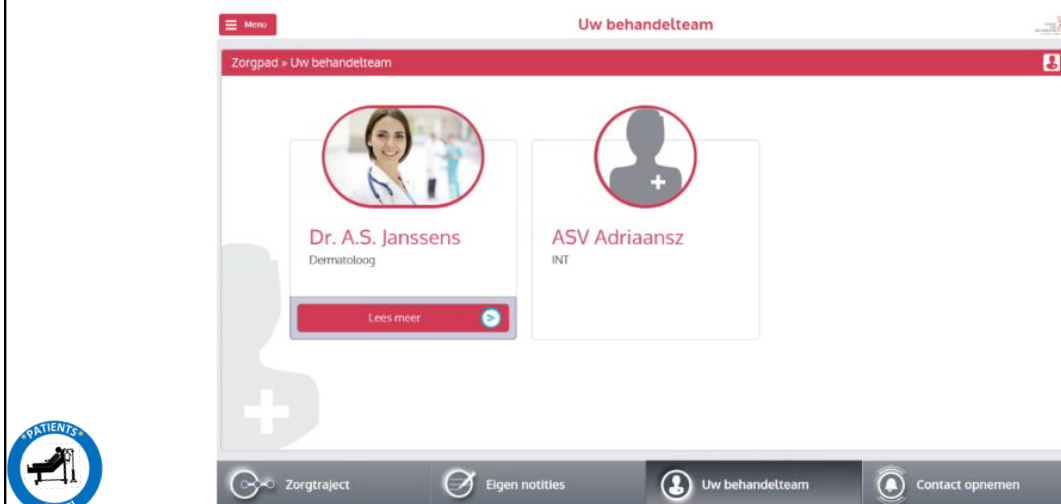 Menu
Uw behandelteam
Zorgpad » Uw behandelteam
Dr. A.S. Janssens
Dermatoloog
Lees meer
ASV Adriaansz
INT
PATIENTS
Zorgtraject
Eigen notities
Uw behandelteam
Contact opnemen